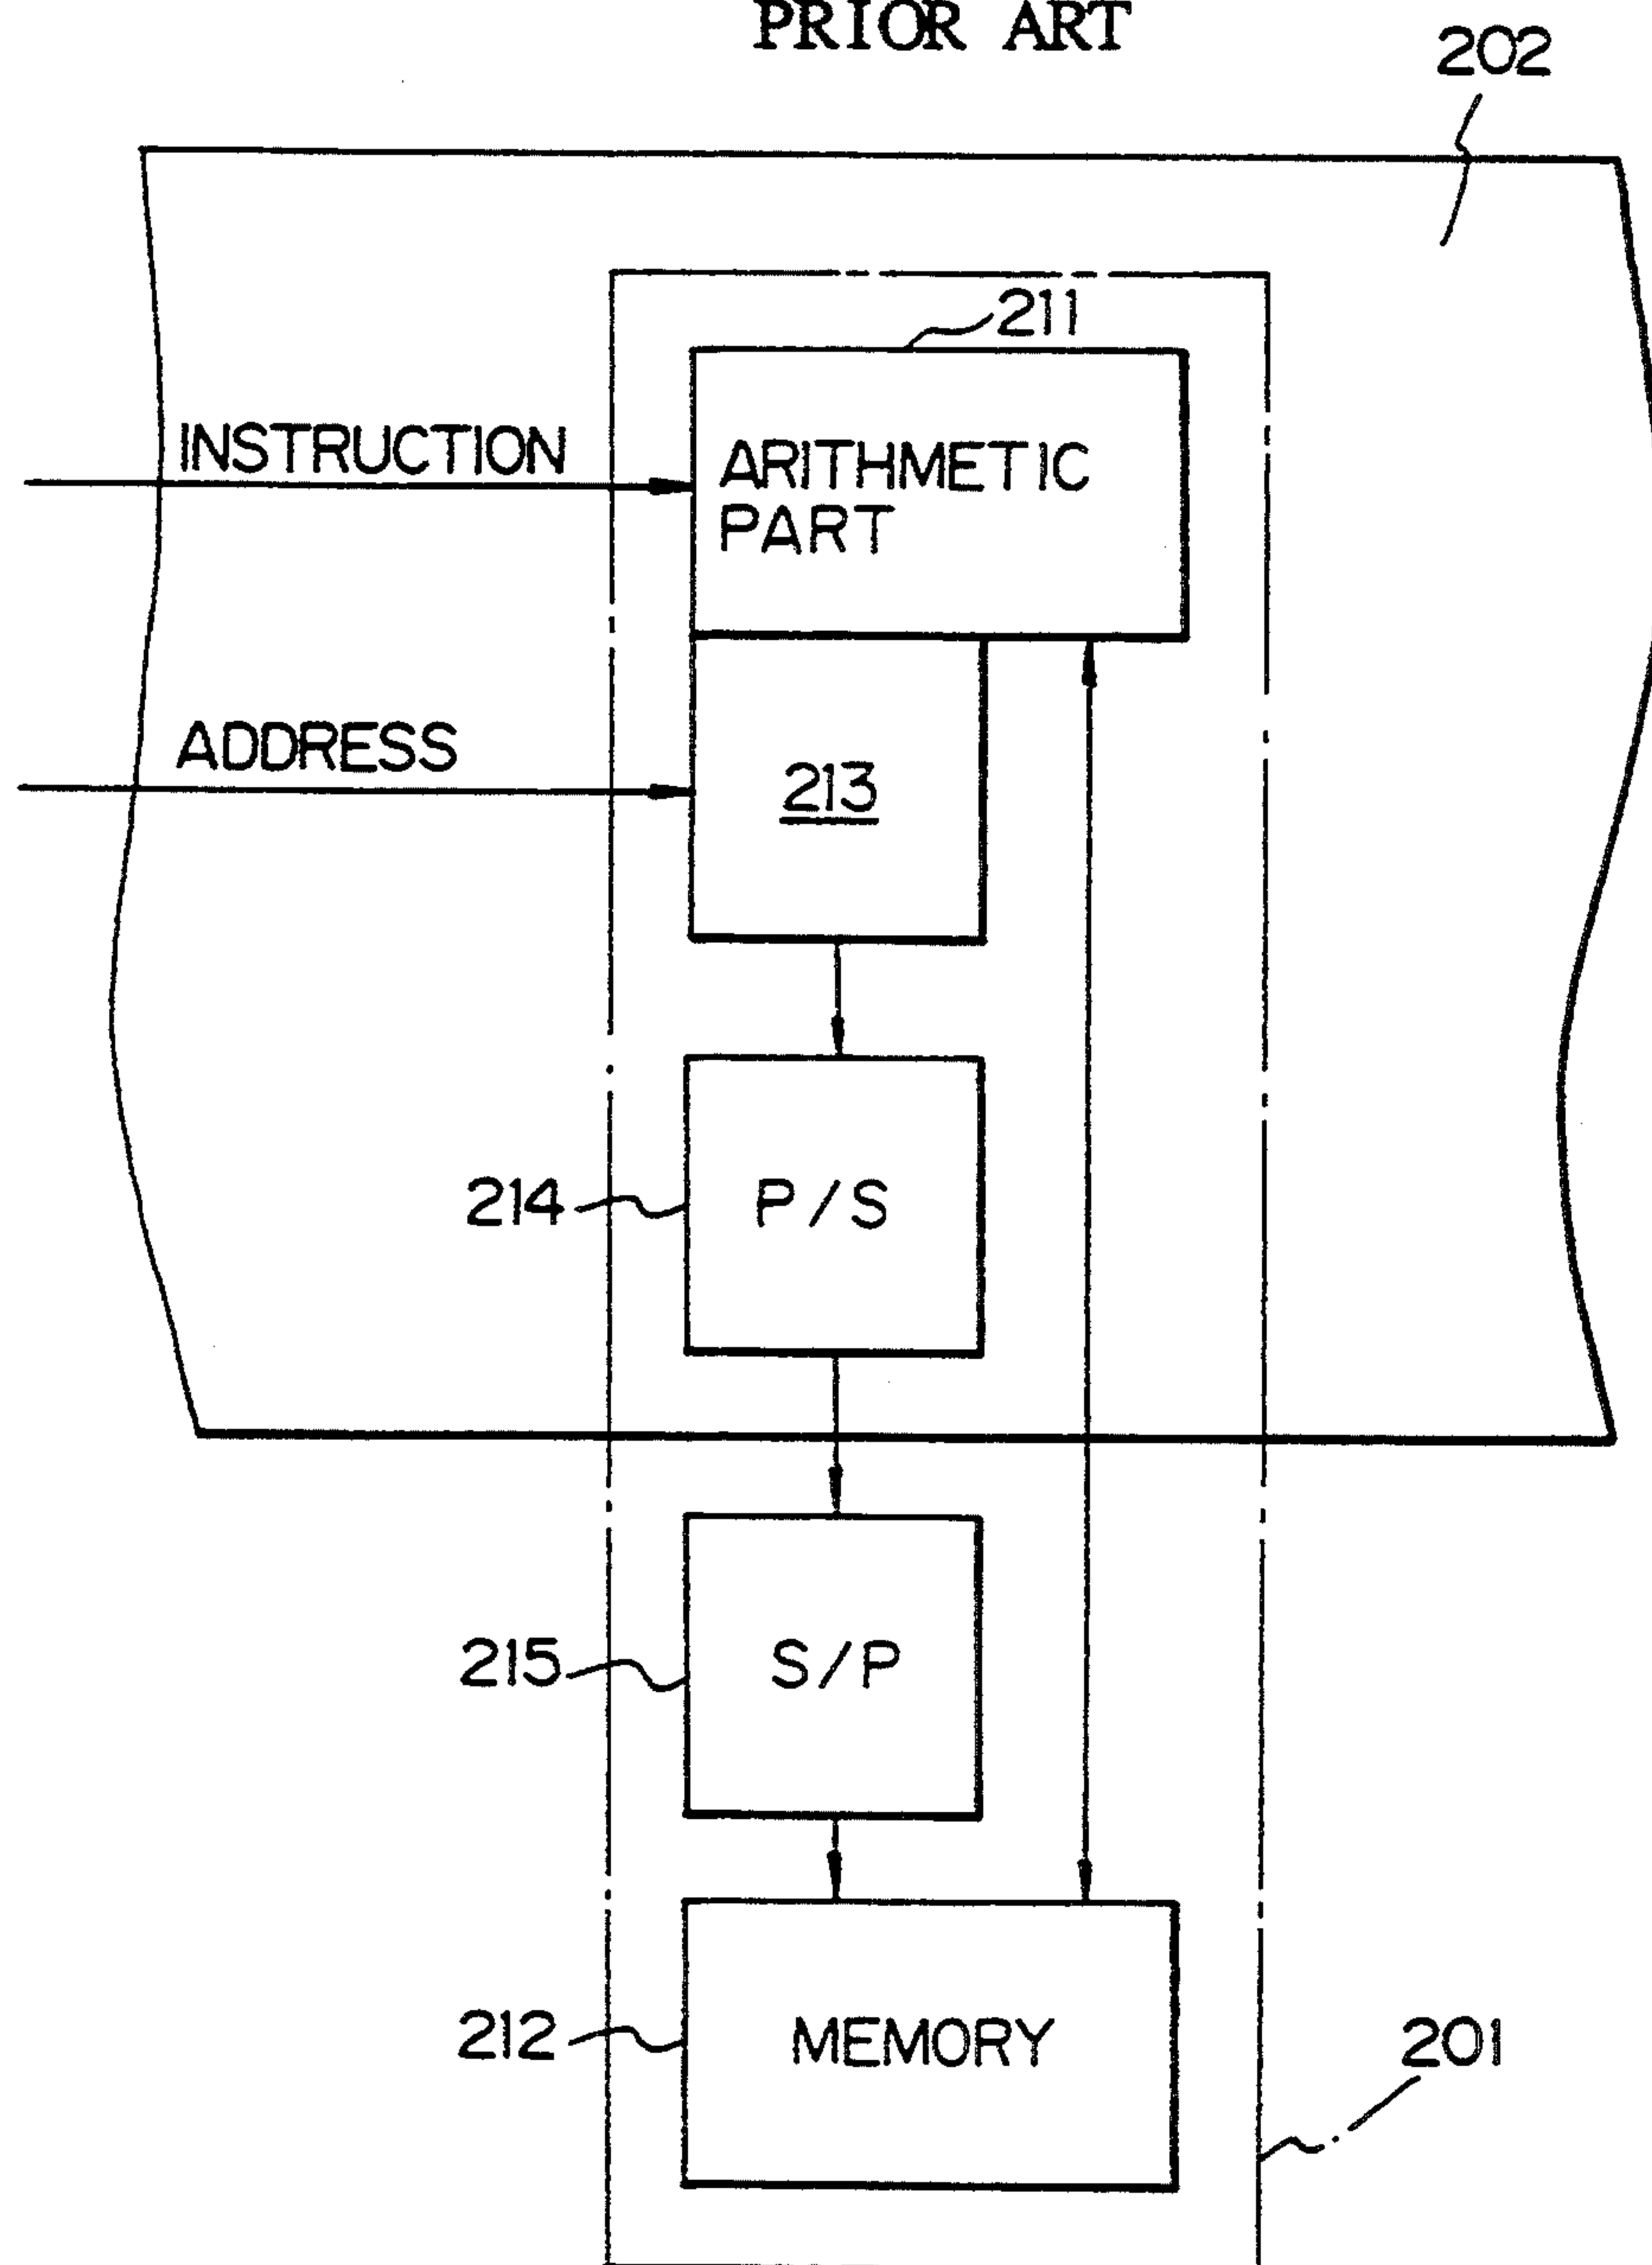 PRIOR ART
202
211
INSTRUCTION
ARITHMETIC
PART
ADDRESS
213
214
P/S
215
S/P
212
MEMORY
201